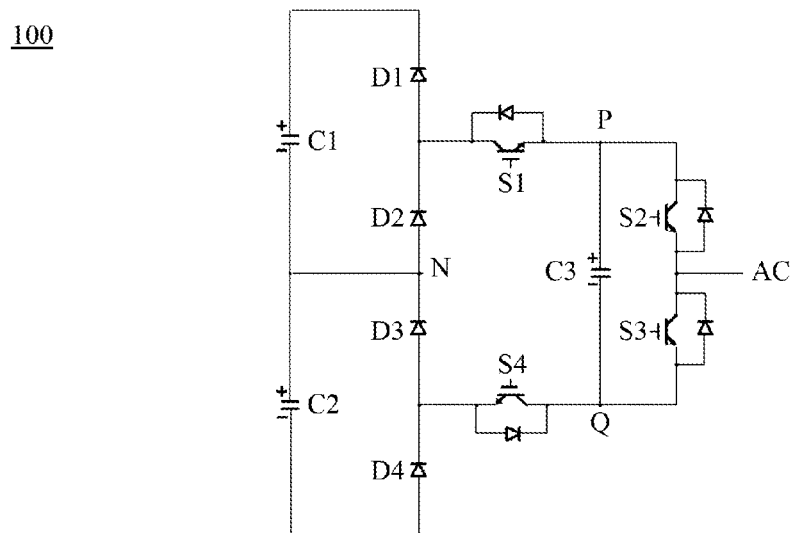 100
D1
P
+
- C1
S1
D2
S2
N
+
- C3
AC
D3
S3
S4
+
- C2
Q
D4